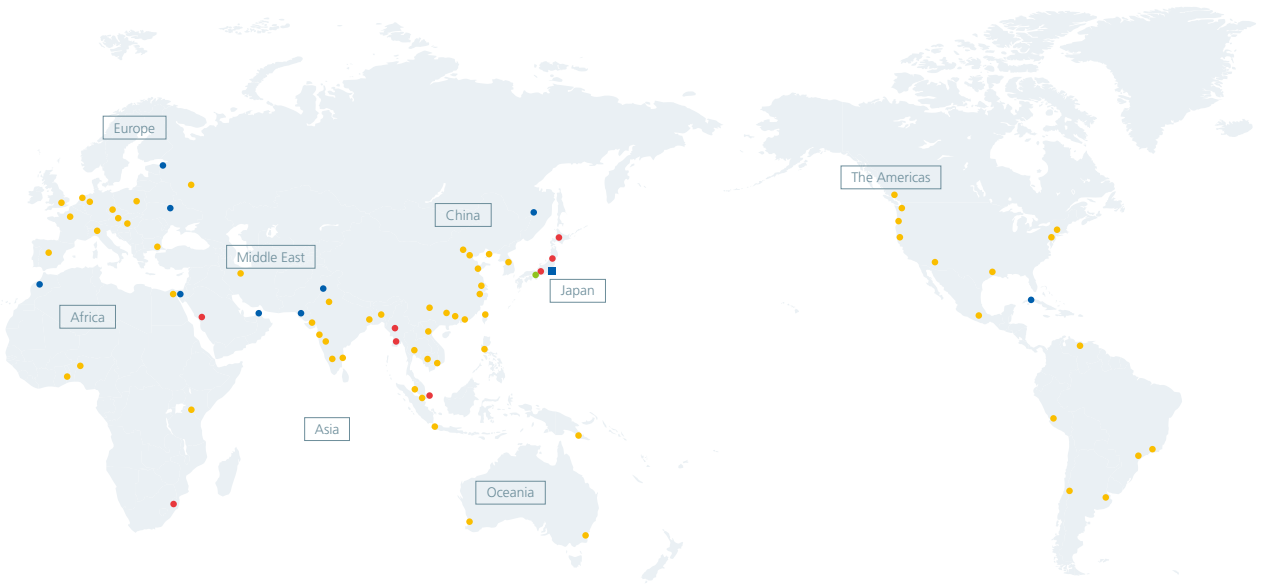 Europe
The Americas
China
Middle East
Japan
Africa
Asia
Oceania